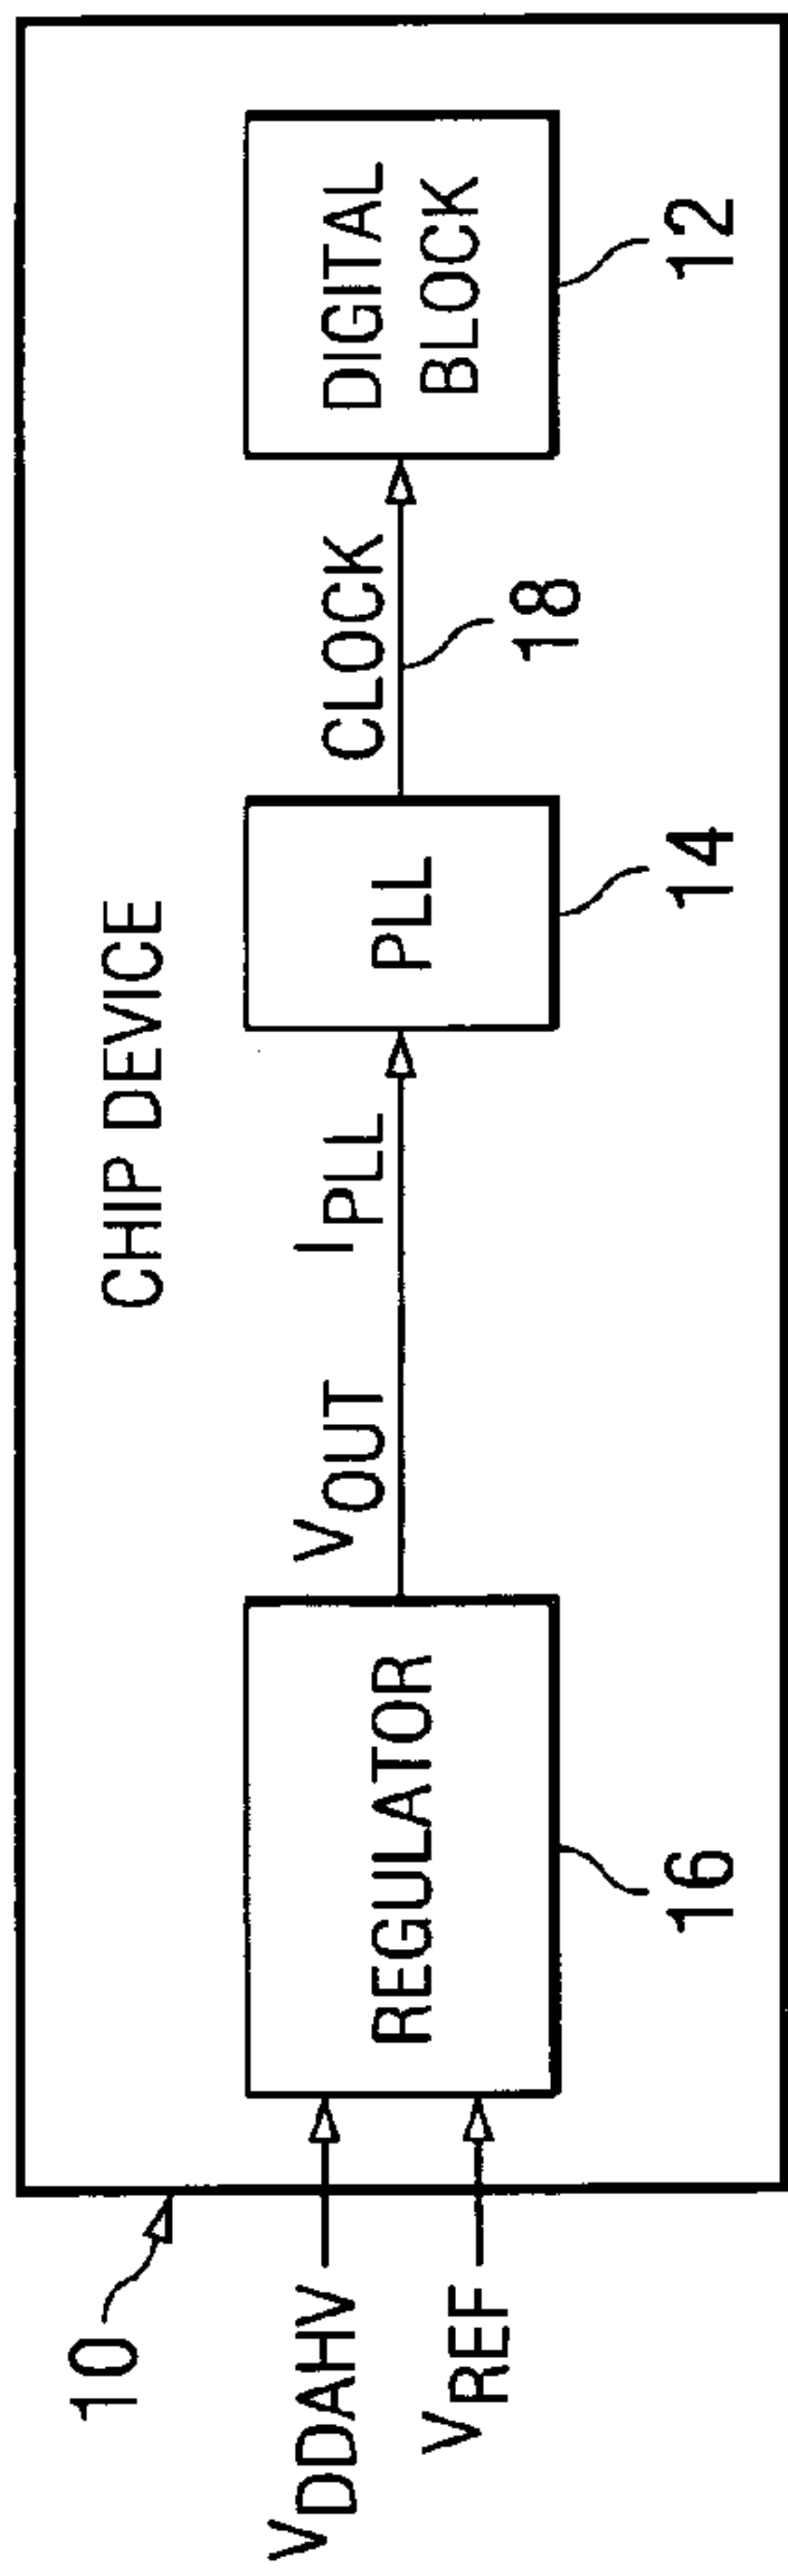 CHIP DEVICE
10
VDDAHV
VREF
REGULATOR
16
VOUT
IPLL
PLL
14
CLOCK
18
DIGITAL
BLOCK
12